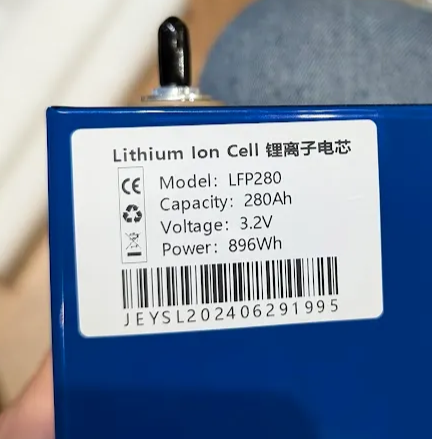 Lithium Ion Cell 锂离子电芯
CE
Model: LFP280
Capacity: 280Ah
Voltage: 3.2V
Power: 896Wh
JEYSL202406291995